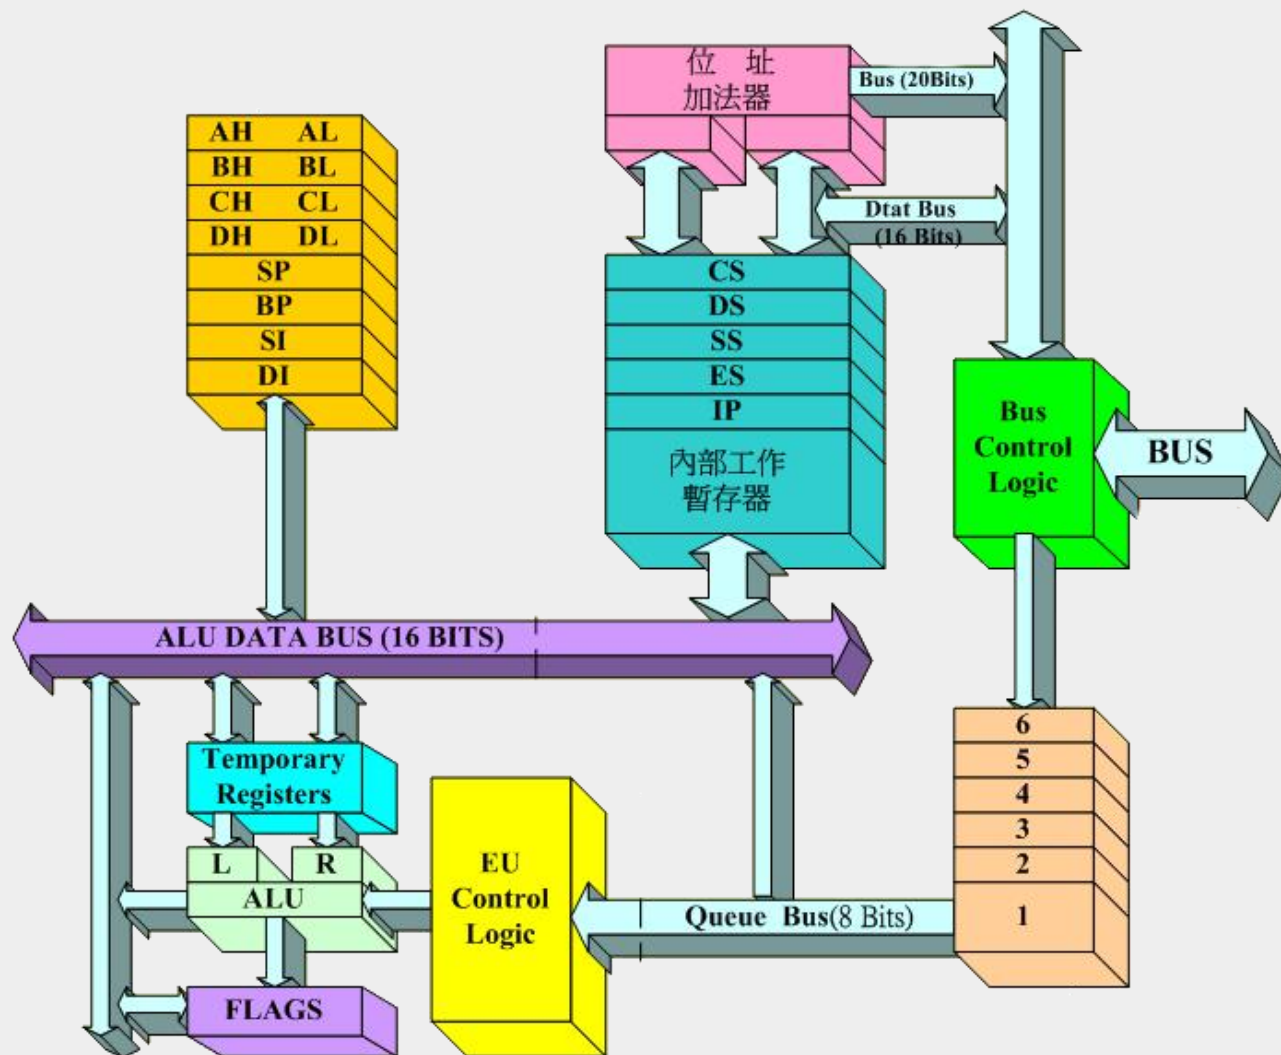 位 址
加法器
Bus (20Bits)
AH AL
BH BL
CH CL
DH DL
SP
BP
SI
DI
Dtat Bus
(16 Bits)
CS
DS
SS
ES
IP
內部工作
暫存器
Bus
Control
Logic
BUS
ALU DATA BUS (16 BITS)
6
5
4
3
2
1
Temporary
Registers
L R
ALU
EU
Control
Logic
Queue Bus(8 Bits)
FLAGS